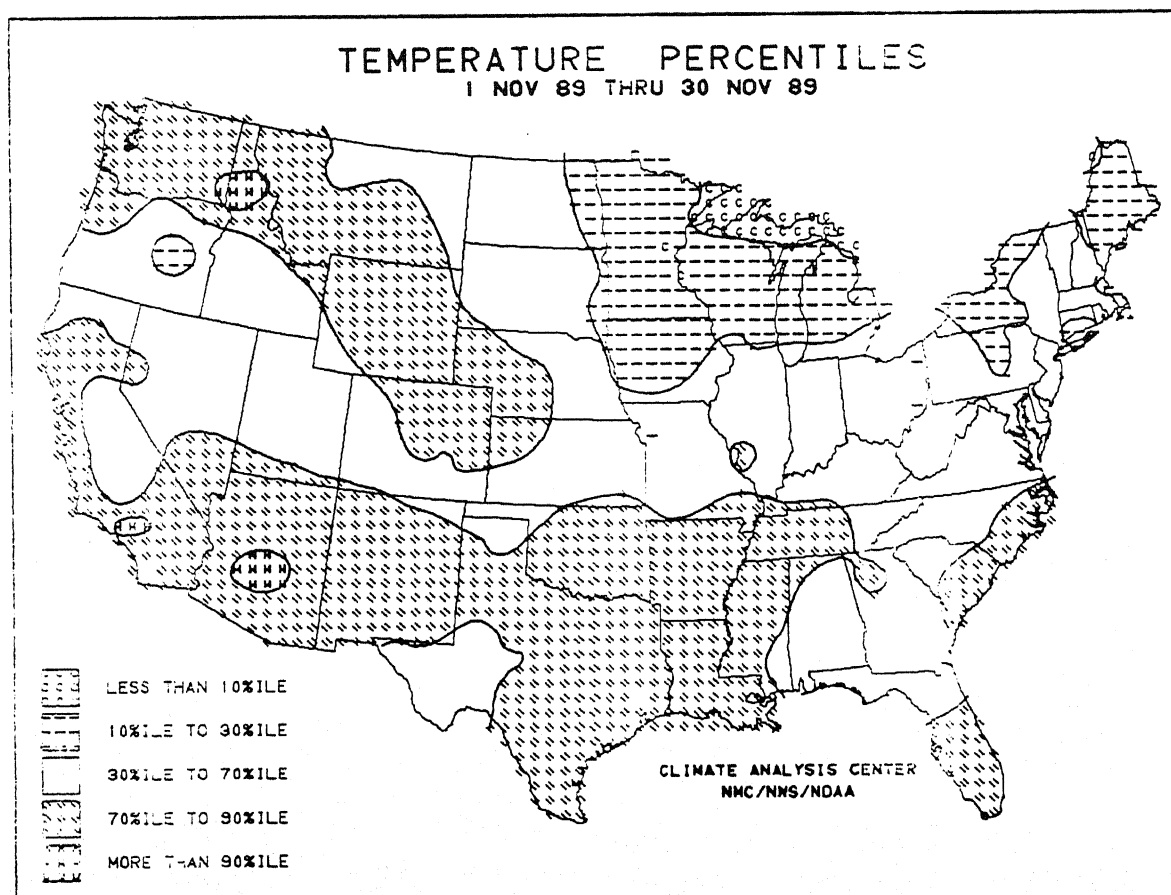 TEMPERATURE PERCENTILES
1 NOV 89 THRU 30 NOV 89
LESS THAN 10%ILE
10%ILE TO 30%ILE
30%ILE TO 70%ILE
70%ILE TO 90%ILE
MORE THAN 90%ILE
CLIMATE ANALYSIS CENTER
NMC/NWS/NOAA